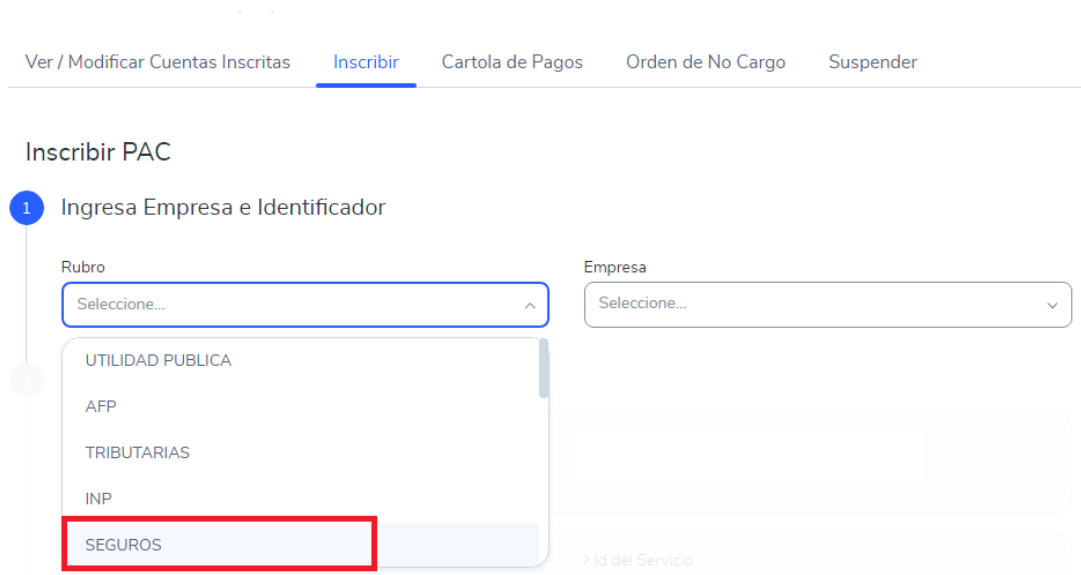 Ver / Modificar Cuentas Inscritas Inscribir Cartola de Pagos Orden de No Cargo Suspender
Inscribir PAC
1 Ingresa Empresa e Identificador
Rubro Empresa
Seleccione... Seleccione...
UTILIDAD PUBLICA
AFP
TRIBUTARIAS
INP
SEGUROS
> Id del Servicio